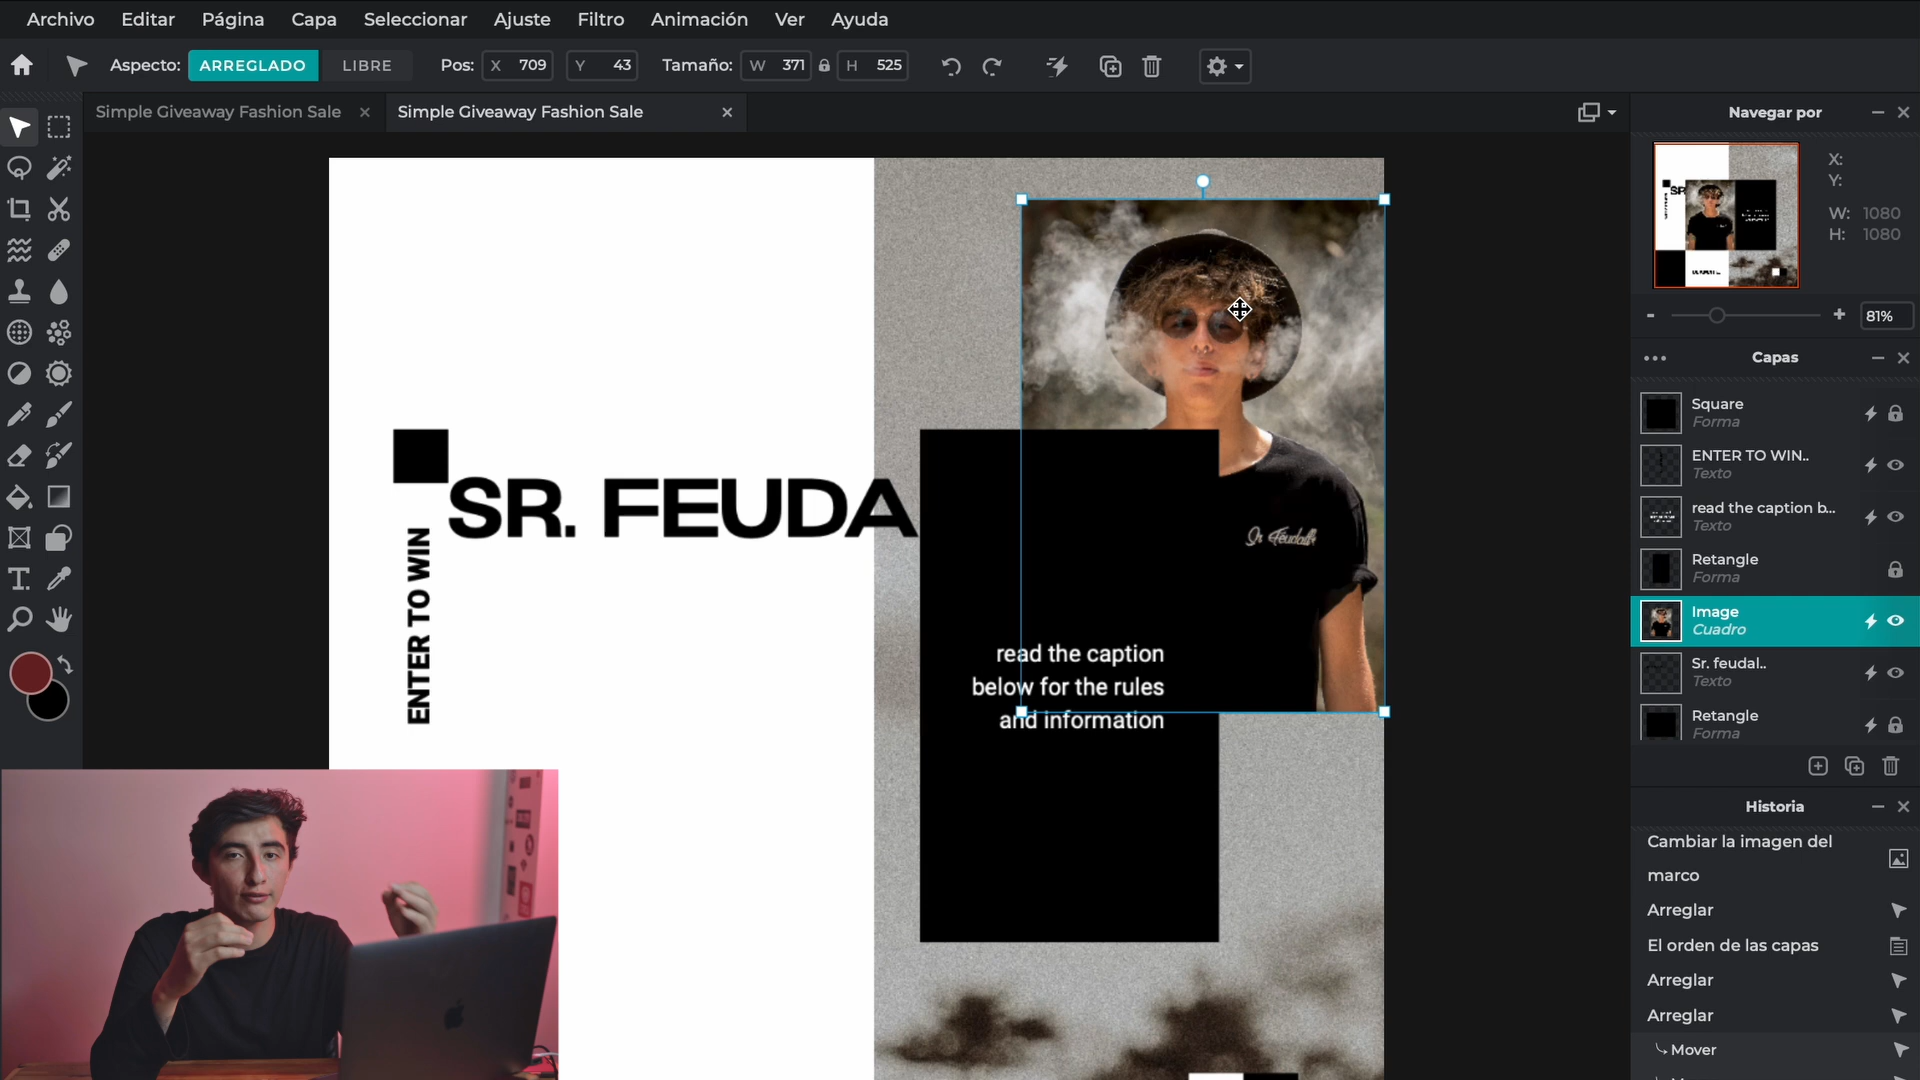 Archivo Editar Página Capa Seleccionar Ajuste Filtro Animación Ver Ayuda
Aspecto: ARREGLADO LIBRE Pos: X 709 Y 43 Tamaño: W 371 H 525
Simple Giveaway Fashion Sale
Simple Giveaway Fashion Sale
SR. FEUDA
ENTER TO WIN
Sr Feudall
read the caption
below for the rules
and information
Navegar por
X:
Y:
W: 1080
H: 1080
- + 81%
Capas
Square
Forma
ENTER TO WIN..
Texto
read the caption b...
Texto
Retangle
Forma
Image
Cuadro
Sr. feudal..
Texto
Retangle
Forma
Historia
Cambiar la imagen del
marco
Arreglar
El orden de las capas
Arreglar
Arreglar
Mover